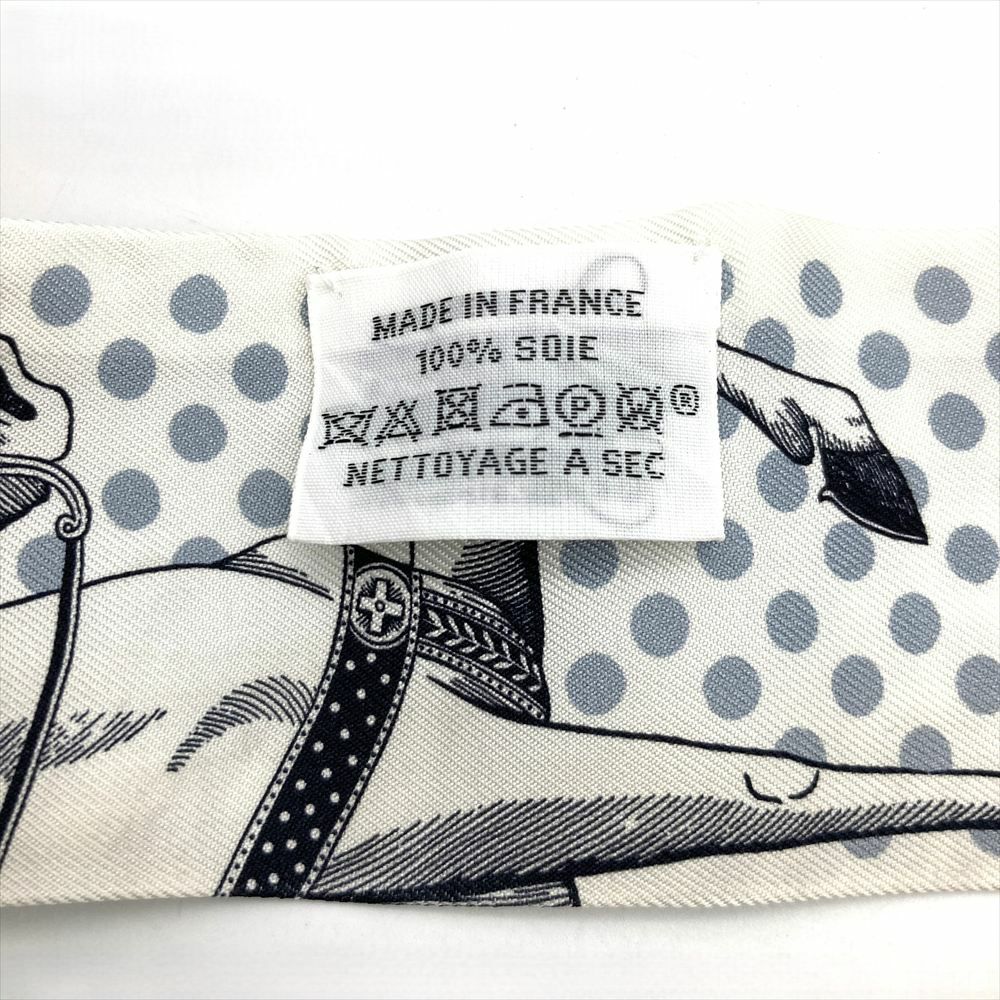 MADE IN FRANCE
100% SOIE
P W ®
NETTOYAGE A SEC